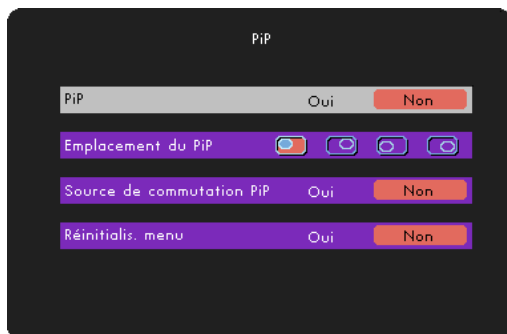 PiP
PiP Oui Non
Emplacement du PiP
Source de commutation PiP Oui Non
Réinitialis. menu Oui Non